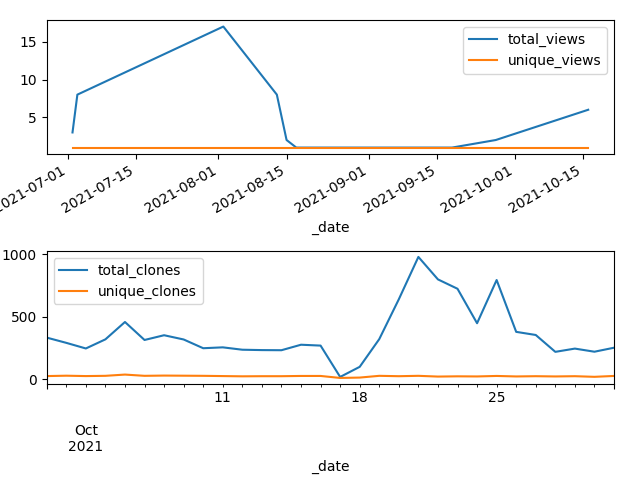 15
10
5
total_views
unique_views
2021-07-01
2021-07-15
2021-08-01
2021-08-15
2021-09-01
2021-09-15
2021-10-01
2021-10-15
_date
1000
500
0
total_clones
unique_clones
11
18
25
Oct
2021
_date